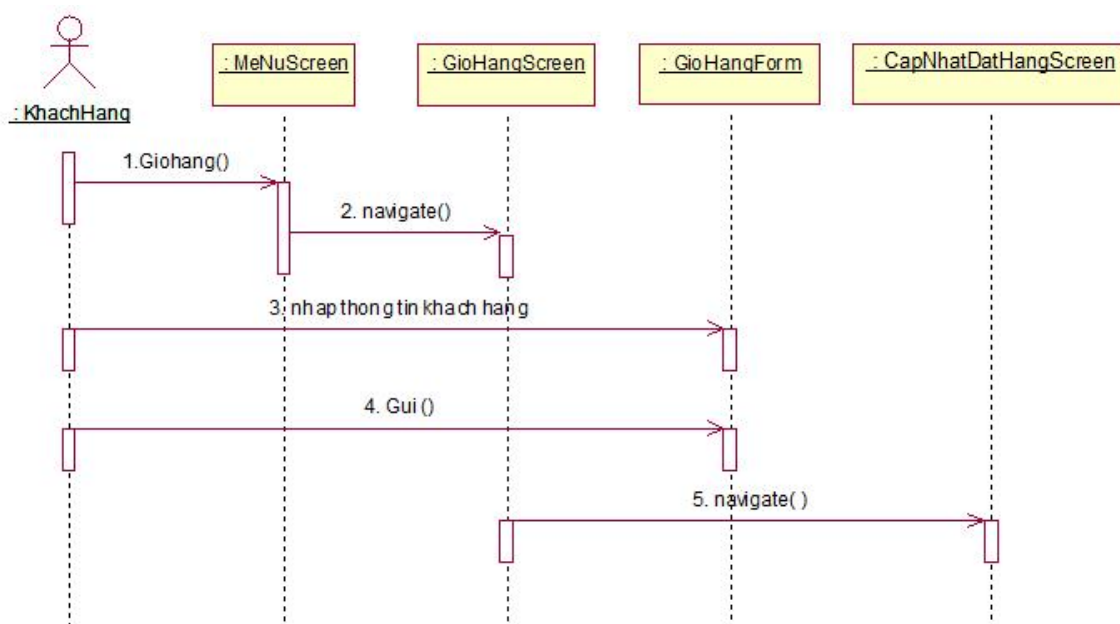 : KhachHang
: MeNuScreen
: GioHangScreen
: GioHangForm
: CapNhatDatHangScreen
1.Giohang()
2. navigate()
3. nhap thong tin khach hang
4. Gui ()
5. navigate( )